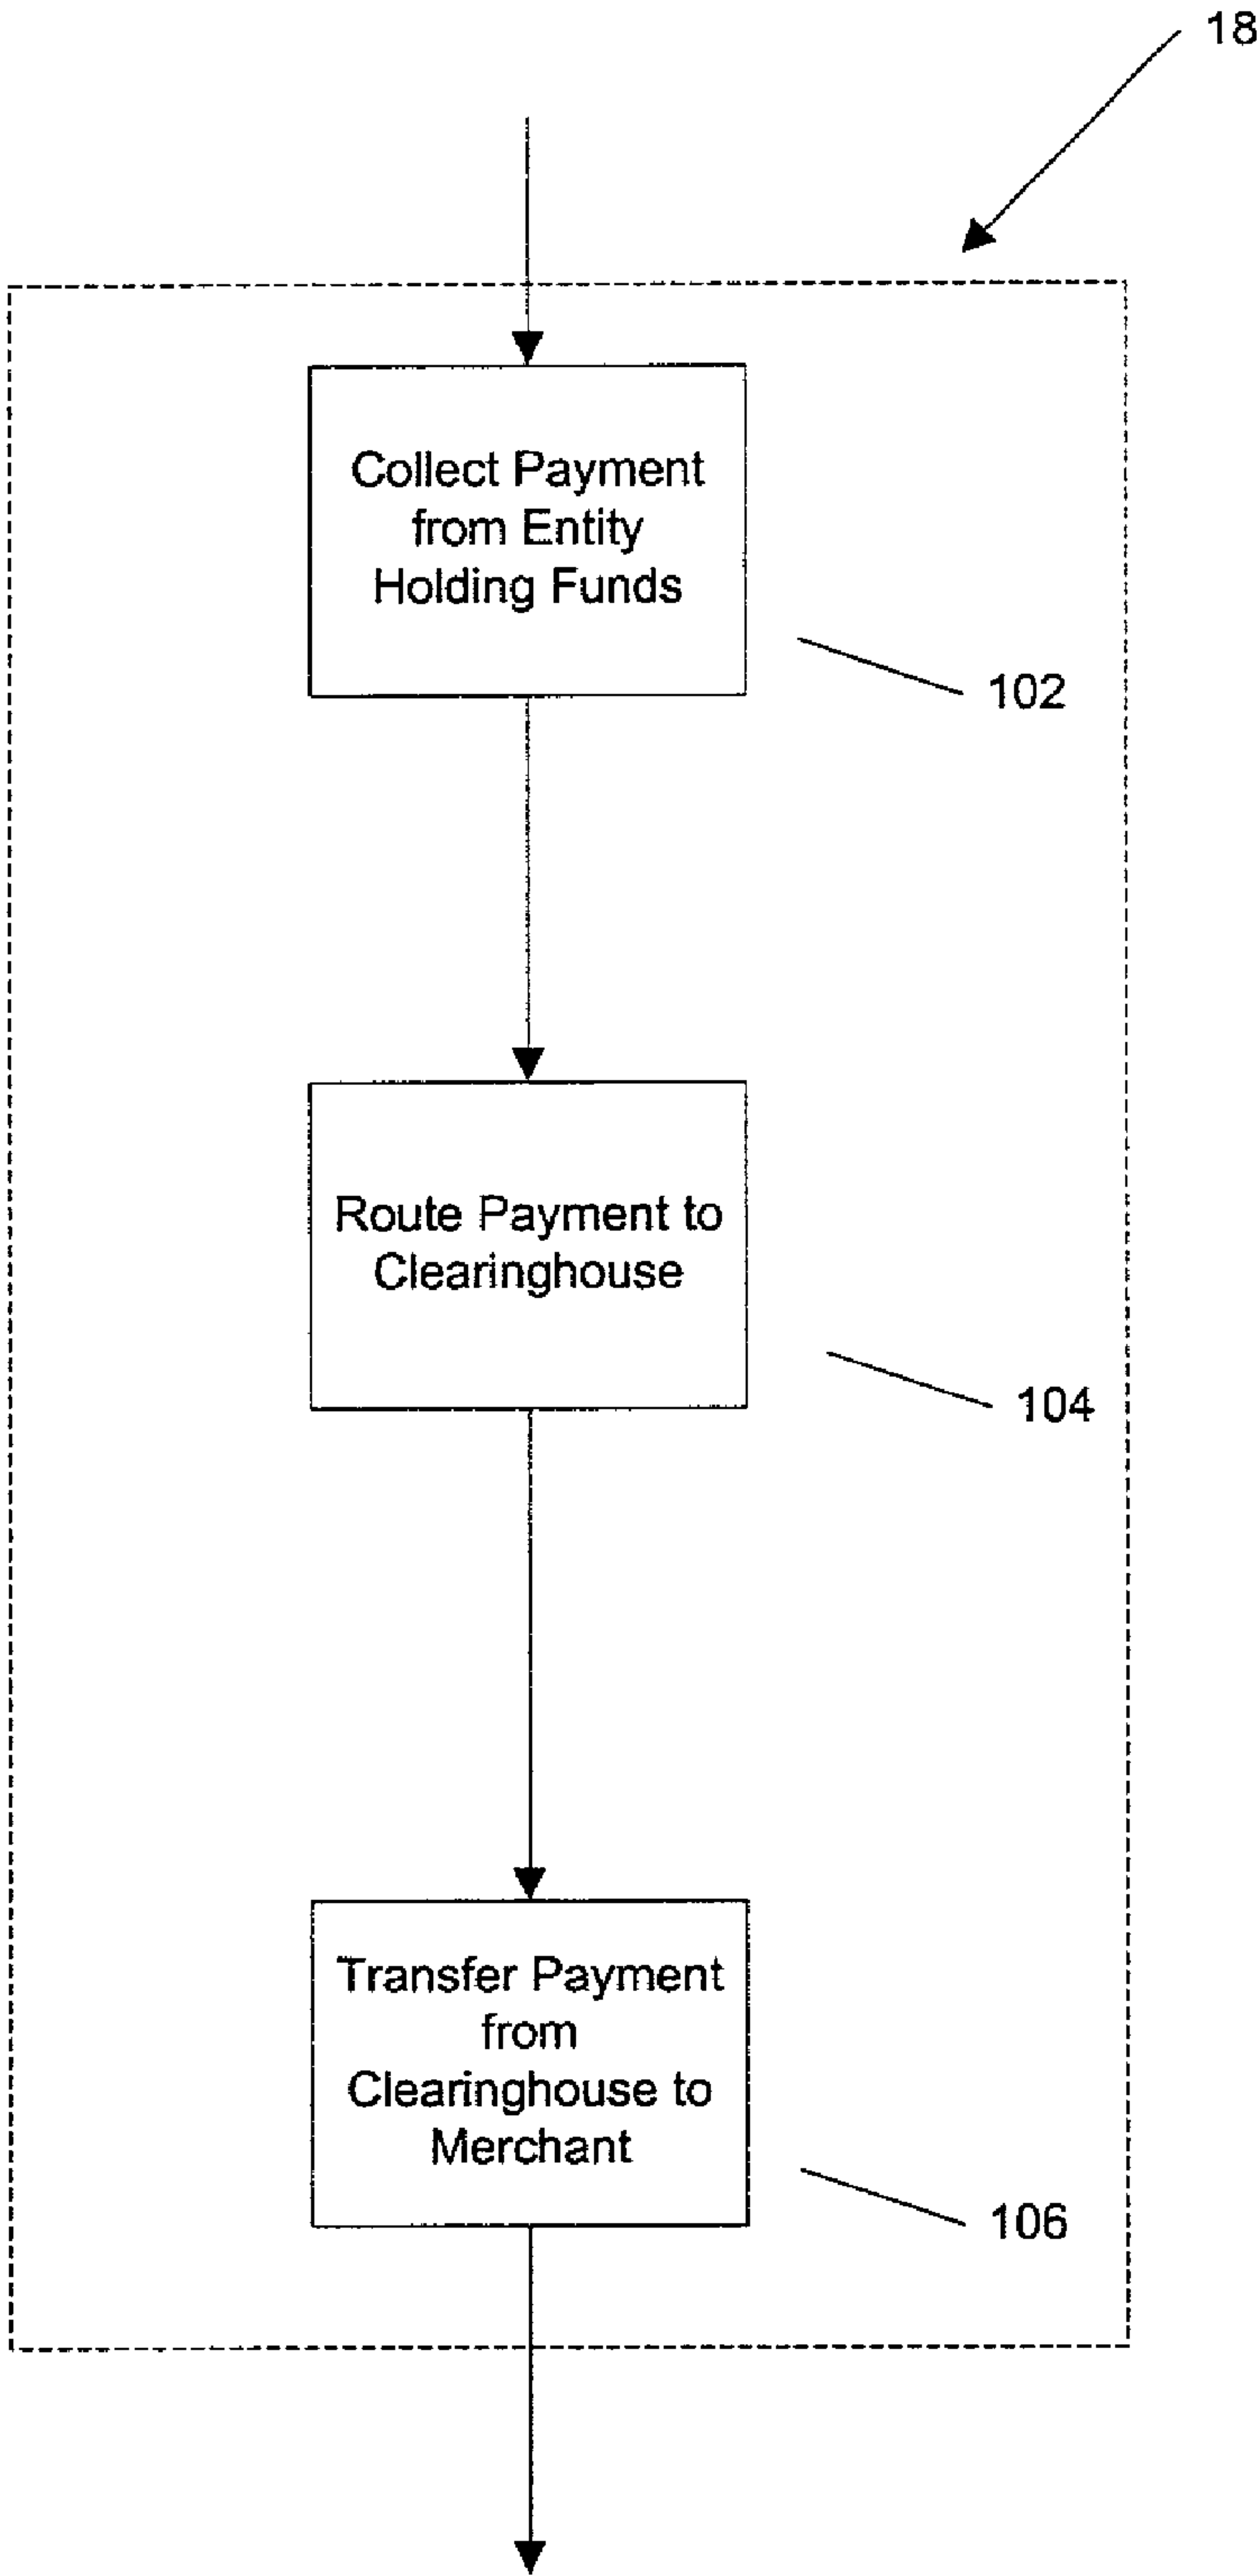 18
Collect Payment
from Entity
Holding Funds
102
Route Payment to
Clearinghouse
104
Transfer Payment
from
Clearinghouse to
Merchant
106